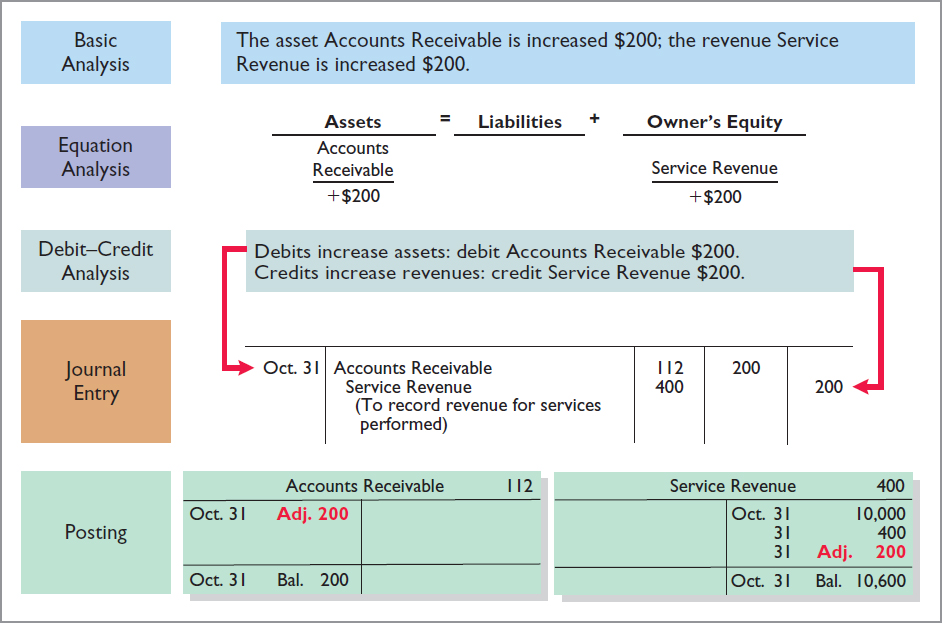 Basic
Analysis
The asset Accounts Receivable is increased $200; the revenue Service
Revenue is increased $200.
Equation
Analysis
Assets = Liabilities + Owner's Equity
Accounts
Receivable
Service Revenue
+$200
+$200
Debit–Credit
Analysis
Debits increase assets: debit Accounts Receivable $200.
Credits increase revenues: credit Service Revenue $200.
Journal
Entry
Oct. 31 Accounts Receivable 112 200
Service Revenue 400 200
(To record revenue for services
performed)
Posting
Accounts Receivable 112
Oct. 31 Adj. 200
Oct. 31 Bal. 200
Service Revenue 400
Oct. 31 10,000
31 400
31 Adj. 200
Oct. 31 Bal. 10,600